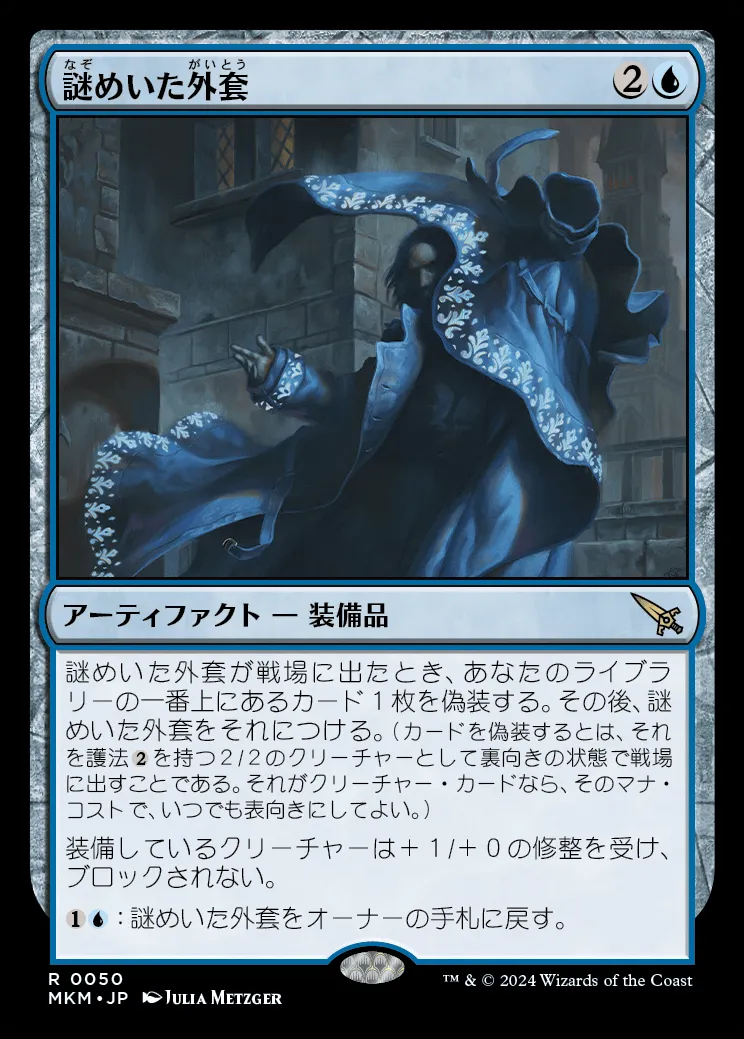 なぞ がいとう
謎めいた外套
2
アーティファクト — 装備品
謎めいた外套が戦場に出たとき、あなたのライブラ
リーの一番上にあるカード１枚を偽装する。その後、謎
めいた外套をそれにつける。（カードを偽装するとは、それ
を護法2を持つ２/２のクリーチャーとして裏向きの状態で戦場
に出すことである。それがクリーチャー・カードなら、そのマナ・
コストで、いつでも表向きにしてよい。）
装備しているクリーチャーは＋１/＋０の修整を受け、
ブロックされない。
1：謎めいた外套をオーナーの手札に戻す。
R 0050
MKM • JP JULIA METZGER
™ & © 2024 Wizards of the Coast